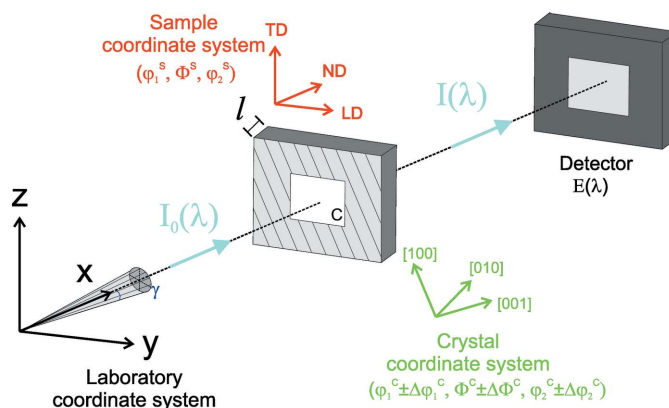 Sample
coordinate system
(φ₁ˢ, Φˢ, φ₂ˢ)
TD
ND
LD
l
I(λ)
Detector
E(λ)
C
I₀(λ)
z
x
γ
y
[100]
[010]
[001]
Laboratory
coordinate system
Crystal
coordinate system
(φ₁ᶜ±Δφ₁ᶜ, Φᶜ±ΔΦᶜ, φ₂ᶜ±Δφ₂ᶜ)